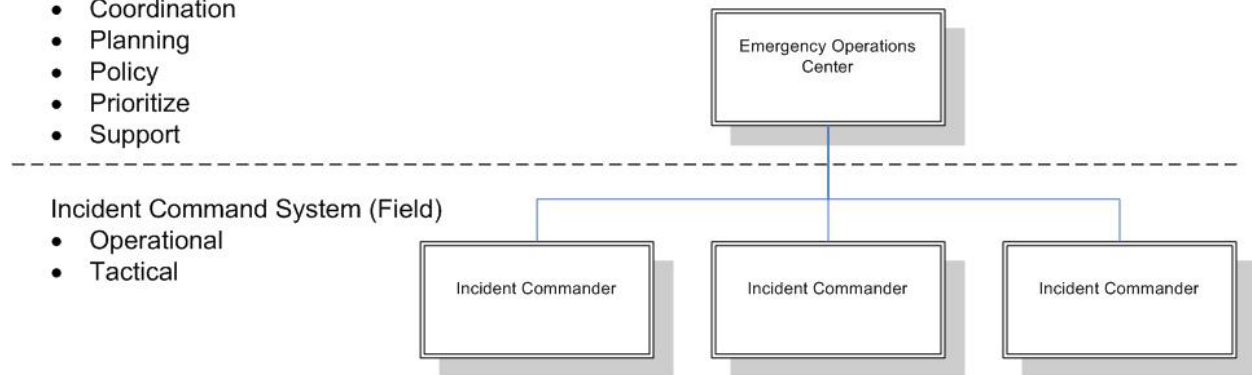 Coordination
Planning
Policy
Prioritize
Support
Emergency Operations
Center
Incident Command System (Field)
Operational
Tactical
Incident Commander
Incident Commander
Incident Commander